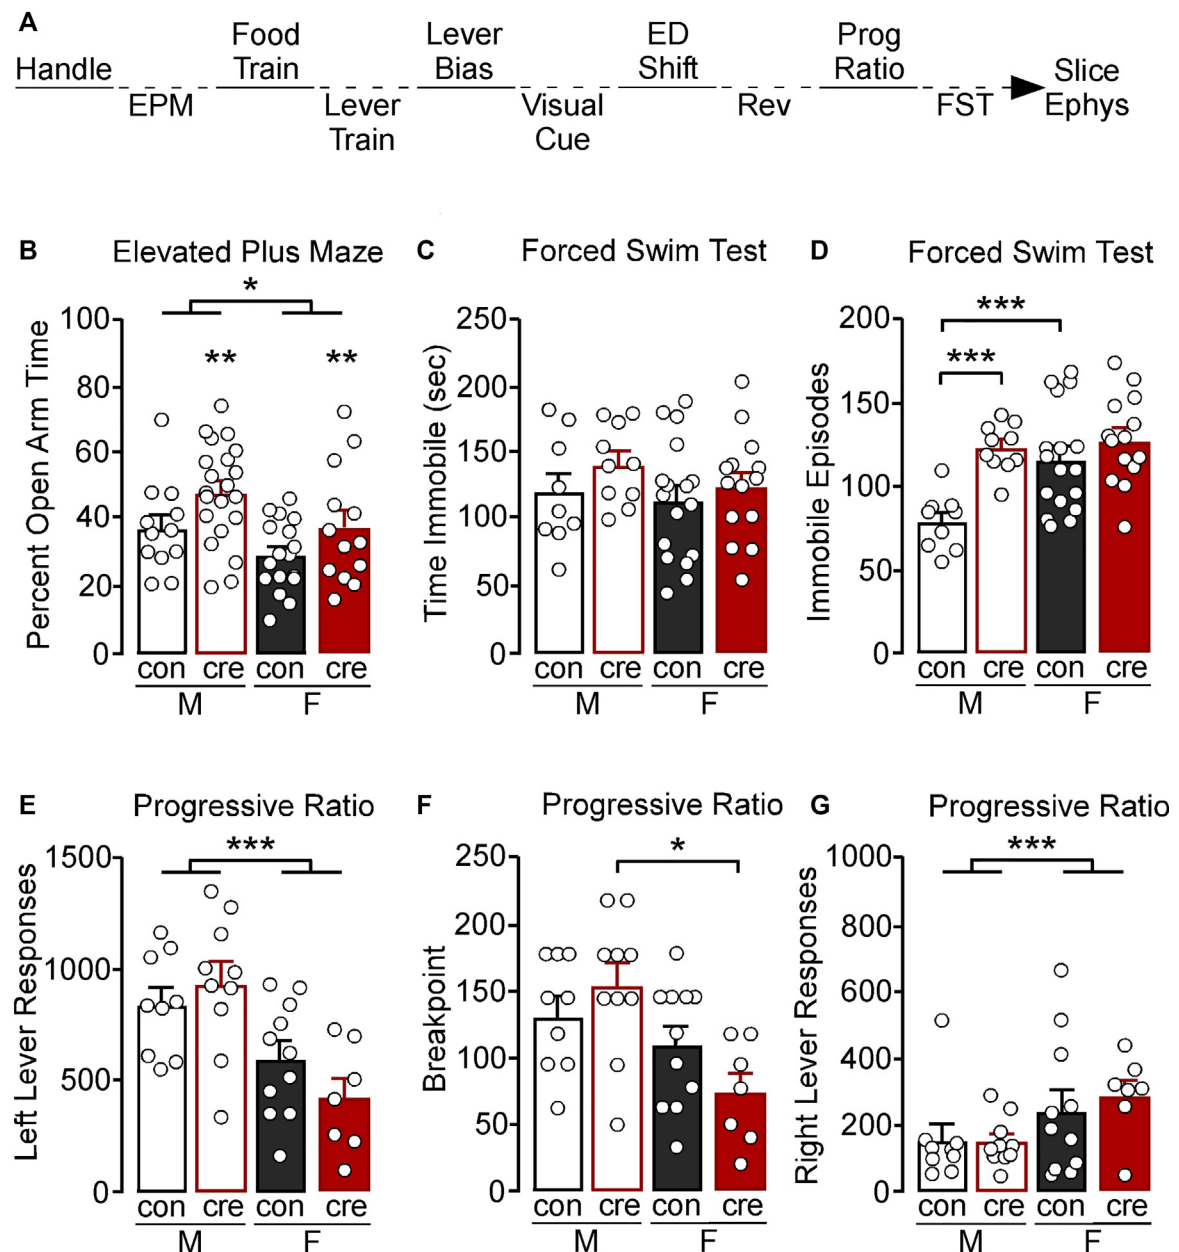 A
Handle
EPM
Food
Train
Lever
Train
Lever
Bias
Visual
Cue
ED
Shift
Rev
Prog
Ratio
FST
Slice
Ephys
B
Elevated Plus Maze
Percent Open Arm Time
100
80
60
40
20
0
*
**
**
con
cre
con
cre
M
F
C
Forced Swim Test
Time Immobile (sec)
250
200
150
100
50
0
con
cre
con
cre
M
F
D
Forced Swim Test
Immobile Episodes
200
150
100
50
0
***
***
con
cre
con
cre
M
F
E
Progressive Ratio
Left Lever Responses
1500
1000
500
0
***
con
cre
con
cre
M
F
F
Progressive Ratio
Breakpoint
250
200
150
100
50
0
*
con
cre
con
cre
M
F
G
Progressive Ratio
Right Lever Responses
1000
800
600
400
200
0
***
con
cre
con
cre
M
F